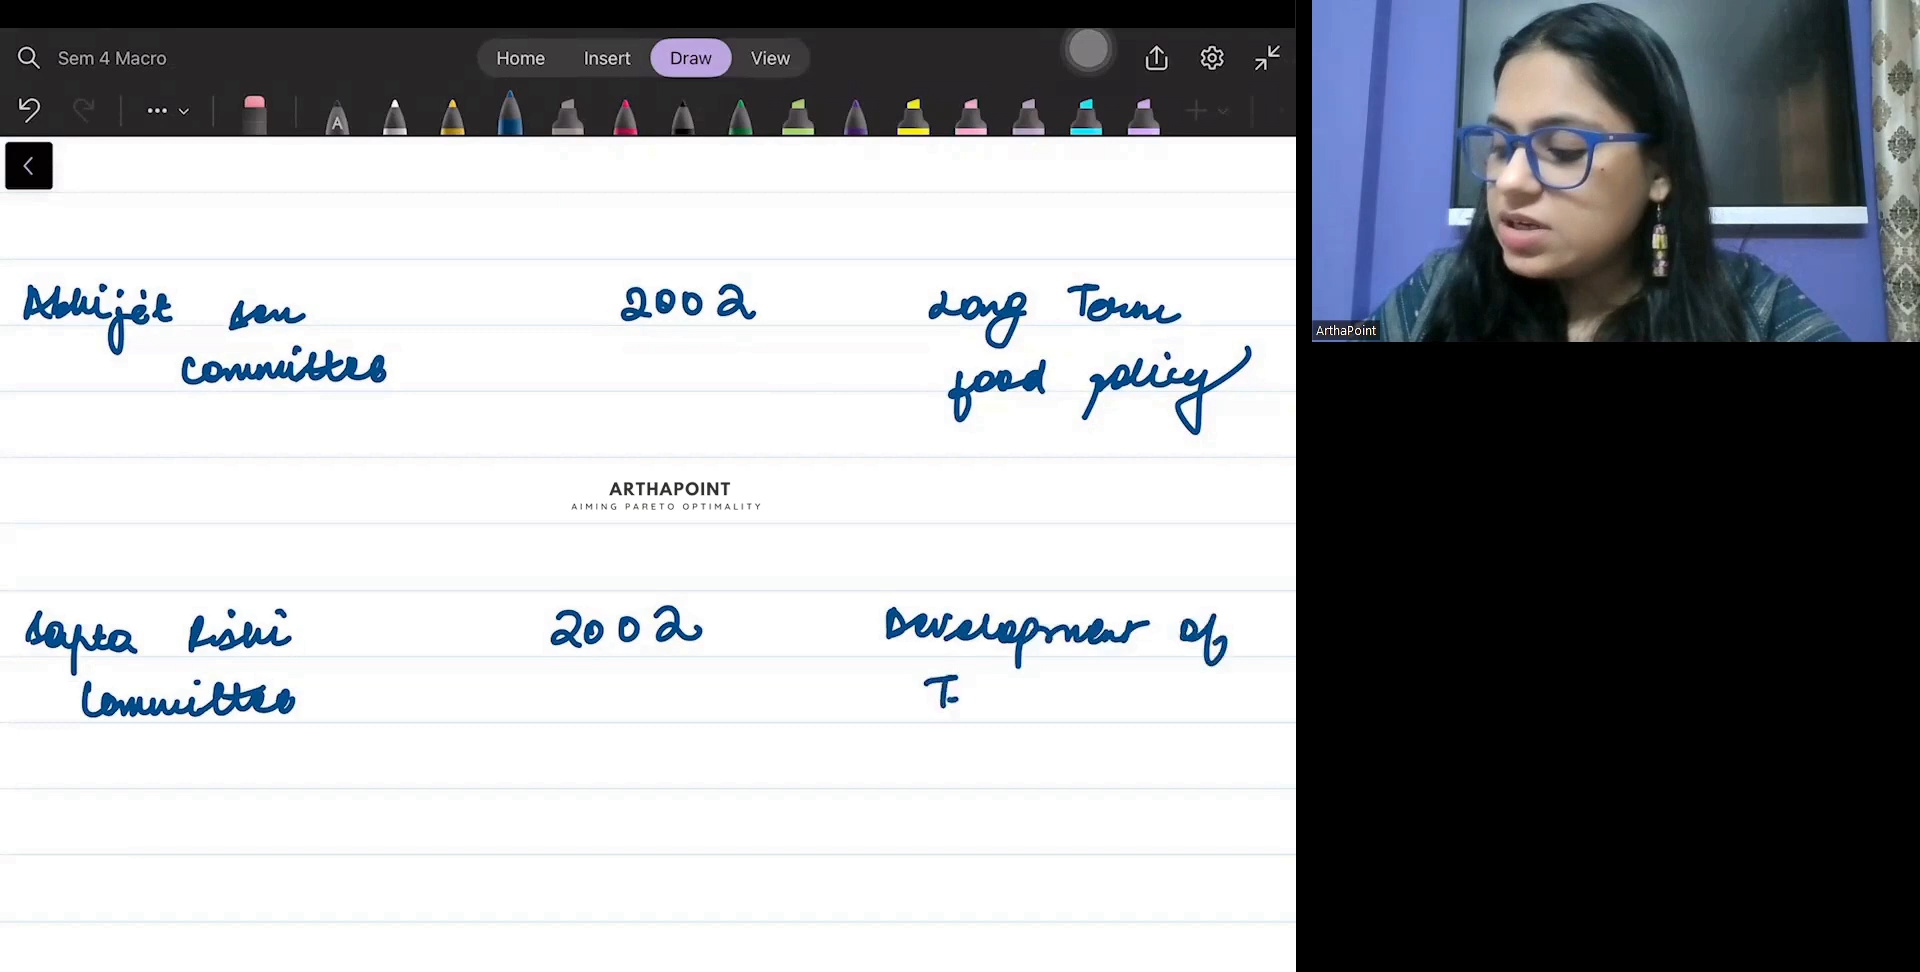 Sem 4 Macro
Home Insert Draw View
A
Abhijit Sen 2002 Long Term
Committee food policy
ARTHAPOINT
AIMING PARETO OPTIMALITY
Sapta Rishi 2002 Development of
Committee Te
ArthaPoint